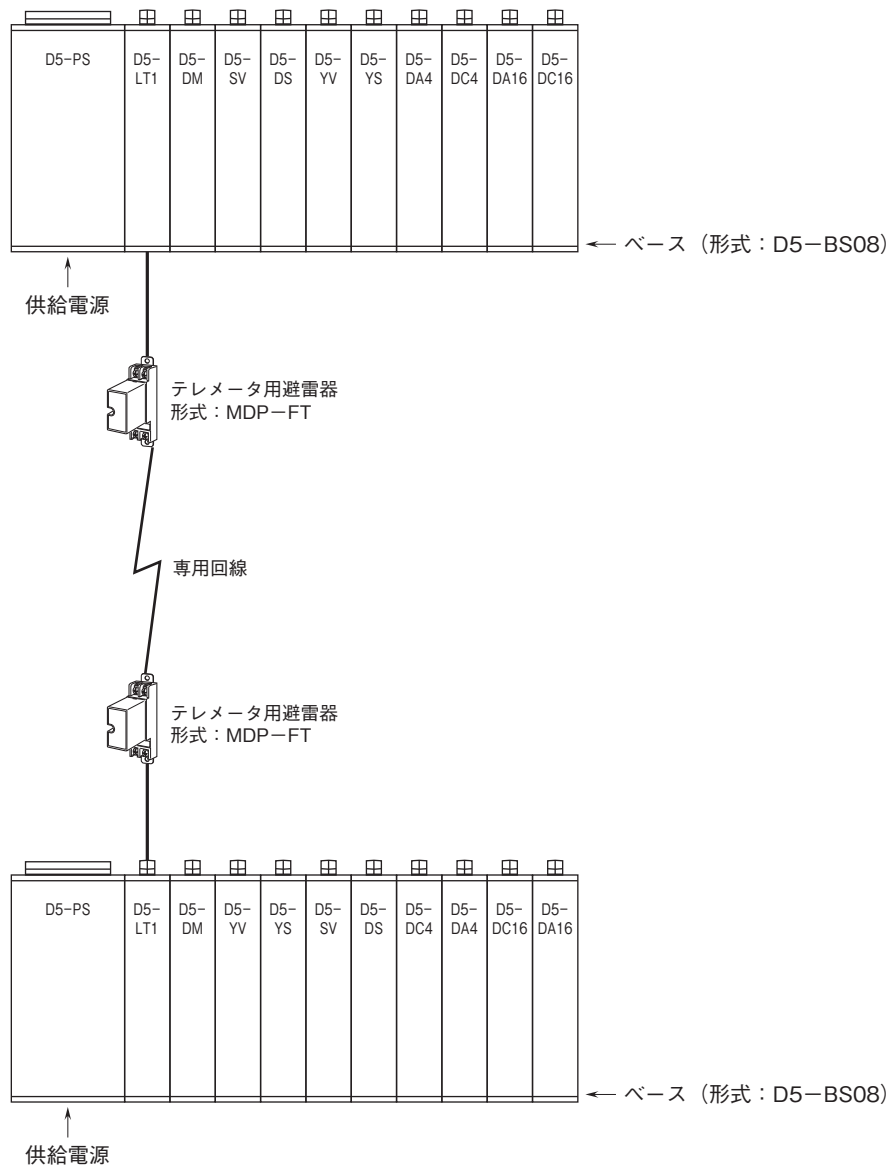 D5-PS
D5-LT1
D5-DM
D5-SV
D5-DS
D5-YV
D5-YS
D5-DA4
D5-DC4
D5-DA16
D5-DC16
ベース（形式：D5－BS08）
供給電源
テレメータ用避雷器
形式：MDP－FT
専用回線
テレメータ用避雷器
形式：MDP－FT
D5-PS
D5-LT1
D5-DM
D5-YV
D5-YS
D5-SV
D5-DS
D5-DC4
D5-DA4
D5-DC16
D5-DA16
ベース（形式：D5－BS08）
供給電源